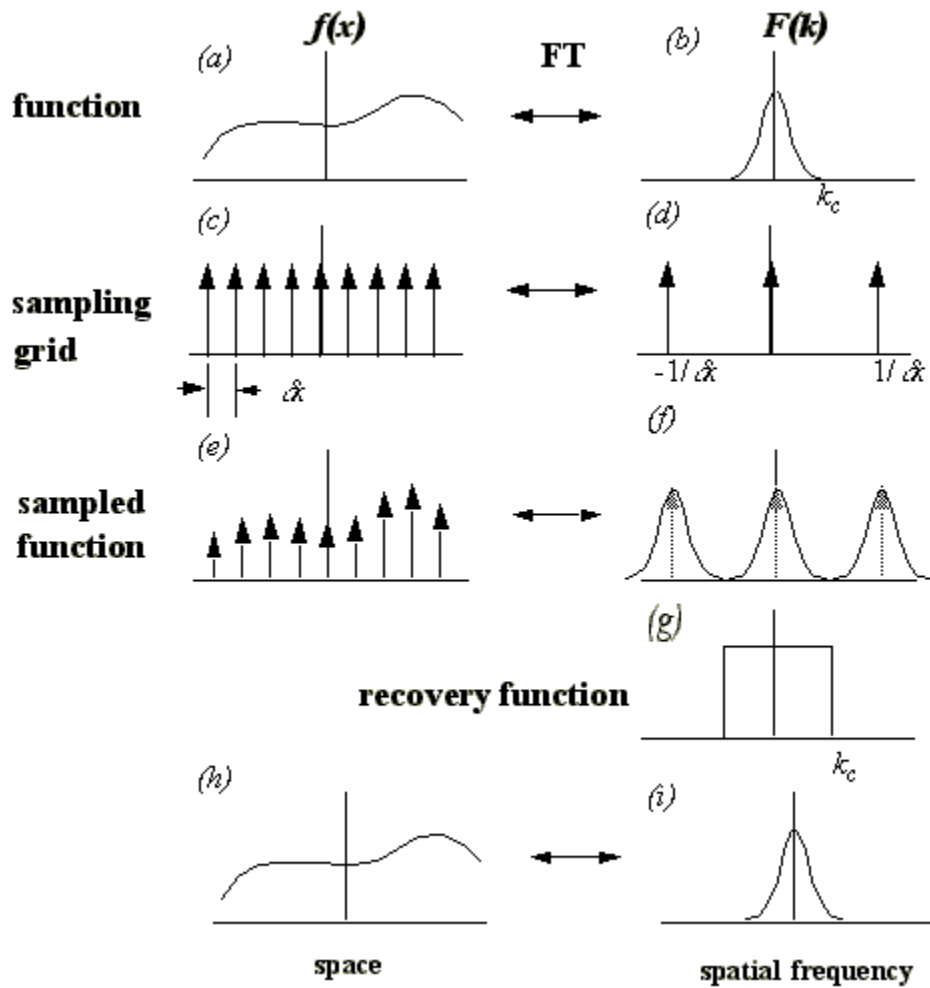 f(x)
F(k)
(a)
FT
(b)
function
k_c
(c)
(d)
sampling
grid
δx
-1/δx
1/δx
(e)
(f)
sampled
function
(g)
recovery function
k_c
(h)
(i)
space
spatial frequency